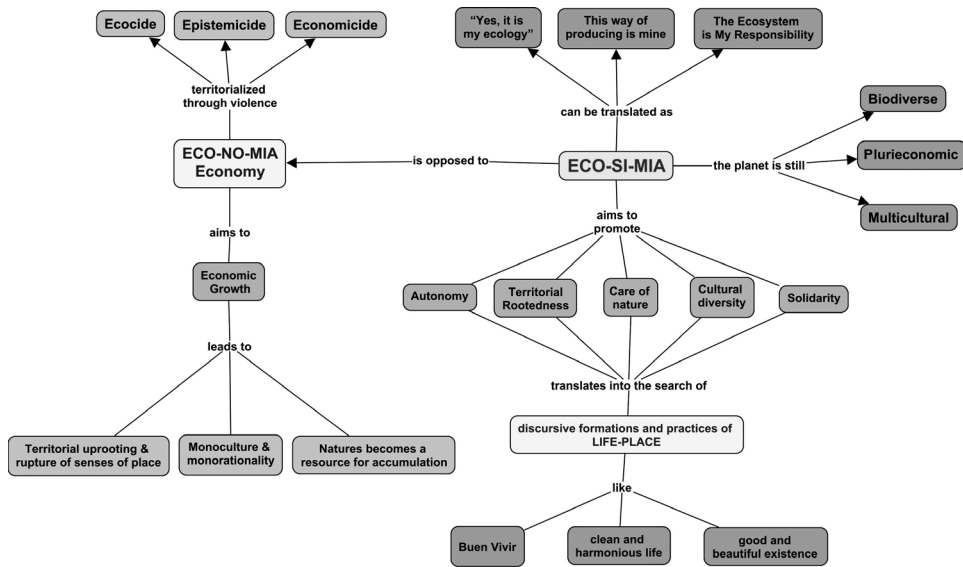 Ecocide
Epistemicide
Economicide
territorialized
through violence
ECO-NO-MIA
Economy
aims to
Economic
Growth
leads to
Territorial uprooting &
rupture of senses of place
Monoculture &
monorationality
Natures becomes a
resource for accumulation
is opposed to
“Yes, it is
my ecology”
This way of
producing is mine
The Ecosystem
is My Responsibility
can be translated as
ECO-SI-MIA
the planet is still
Biodiverse
Plurieconomic
Multicultural
aims to
promote
Autonomy
Territorial
Rootedness
Care of
nature
Cultural
diversity
Solidarity
translates into the search of
discursive formations and practices of
LIFE-PLACE
like
Buen Vivir
clean and
harmonious life
good and
beautiful existence